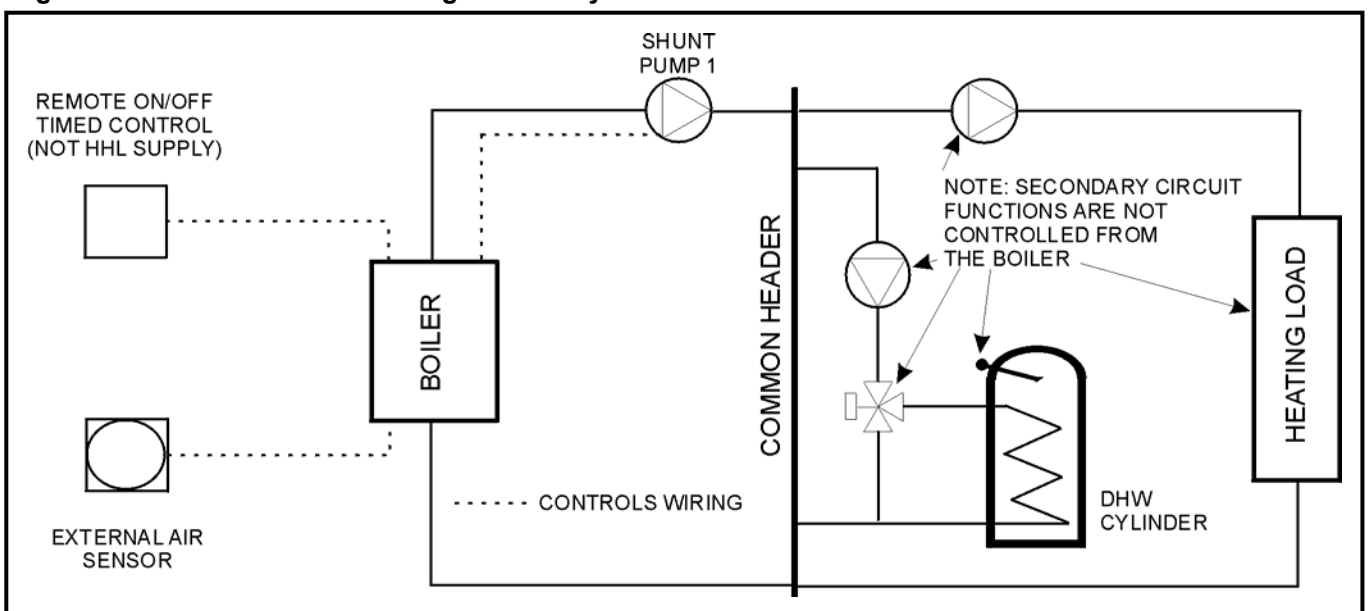 SHUNT
PUMP 1
REMOTE ON/OFF
TIMED CONTROL
(NOT HHL SUPPLY)
NOTE: SECONDARY CIRCUIT
FUNCTIONS ARE NOT
CONTROLLED FROM
THE BOILER
BOILER
COMMON HEADER
HEATING LOAD
CONTROLS WIRING
DHW
CYLINDER
EXTERNAL AIR
SENSOR